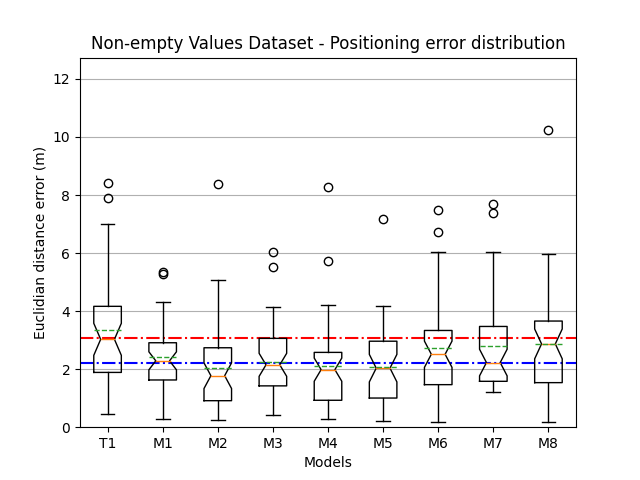 Non-empty Values Dataset - Positioning error distribution
Euclidian distance error (m)
12
10
8
6
4
2
0
T1 M1 M2 M3 M4 M5 M6 M7 M8
Models